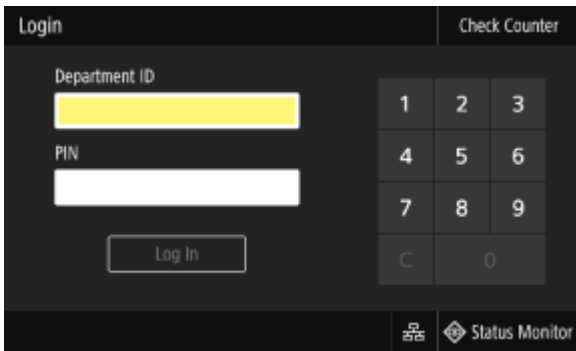 Login
Check Counter
Department ID
PIN
Log In
1 2 3
4 5 6
7 8 9
C 0
Status Monitor